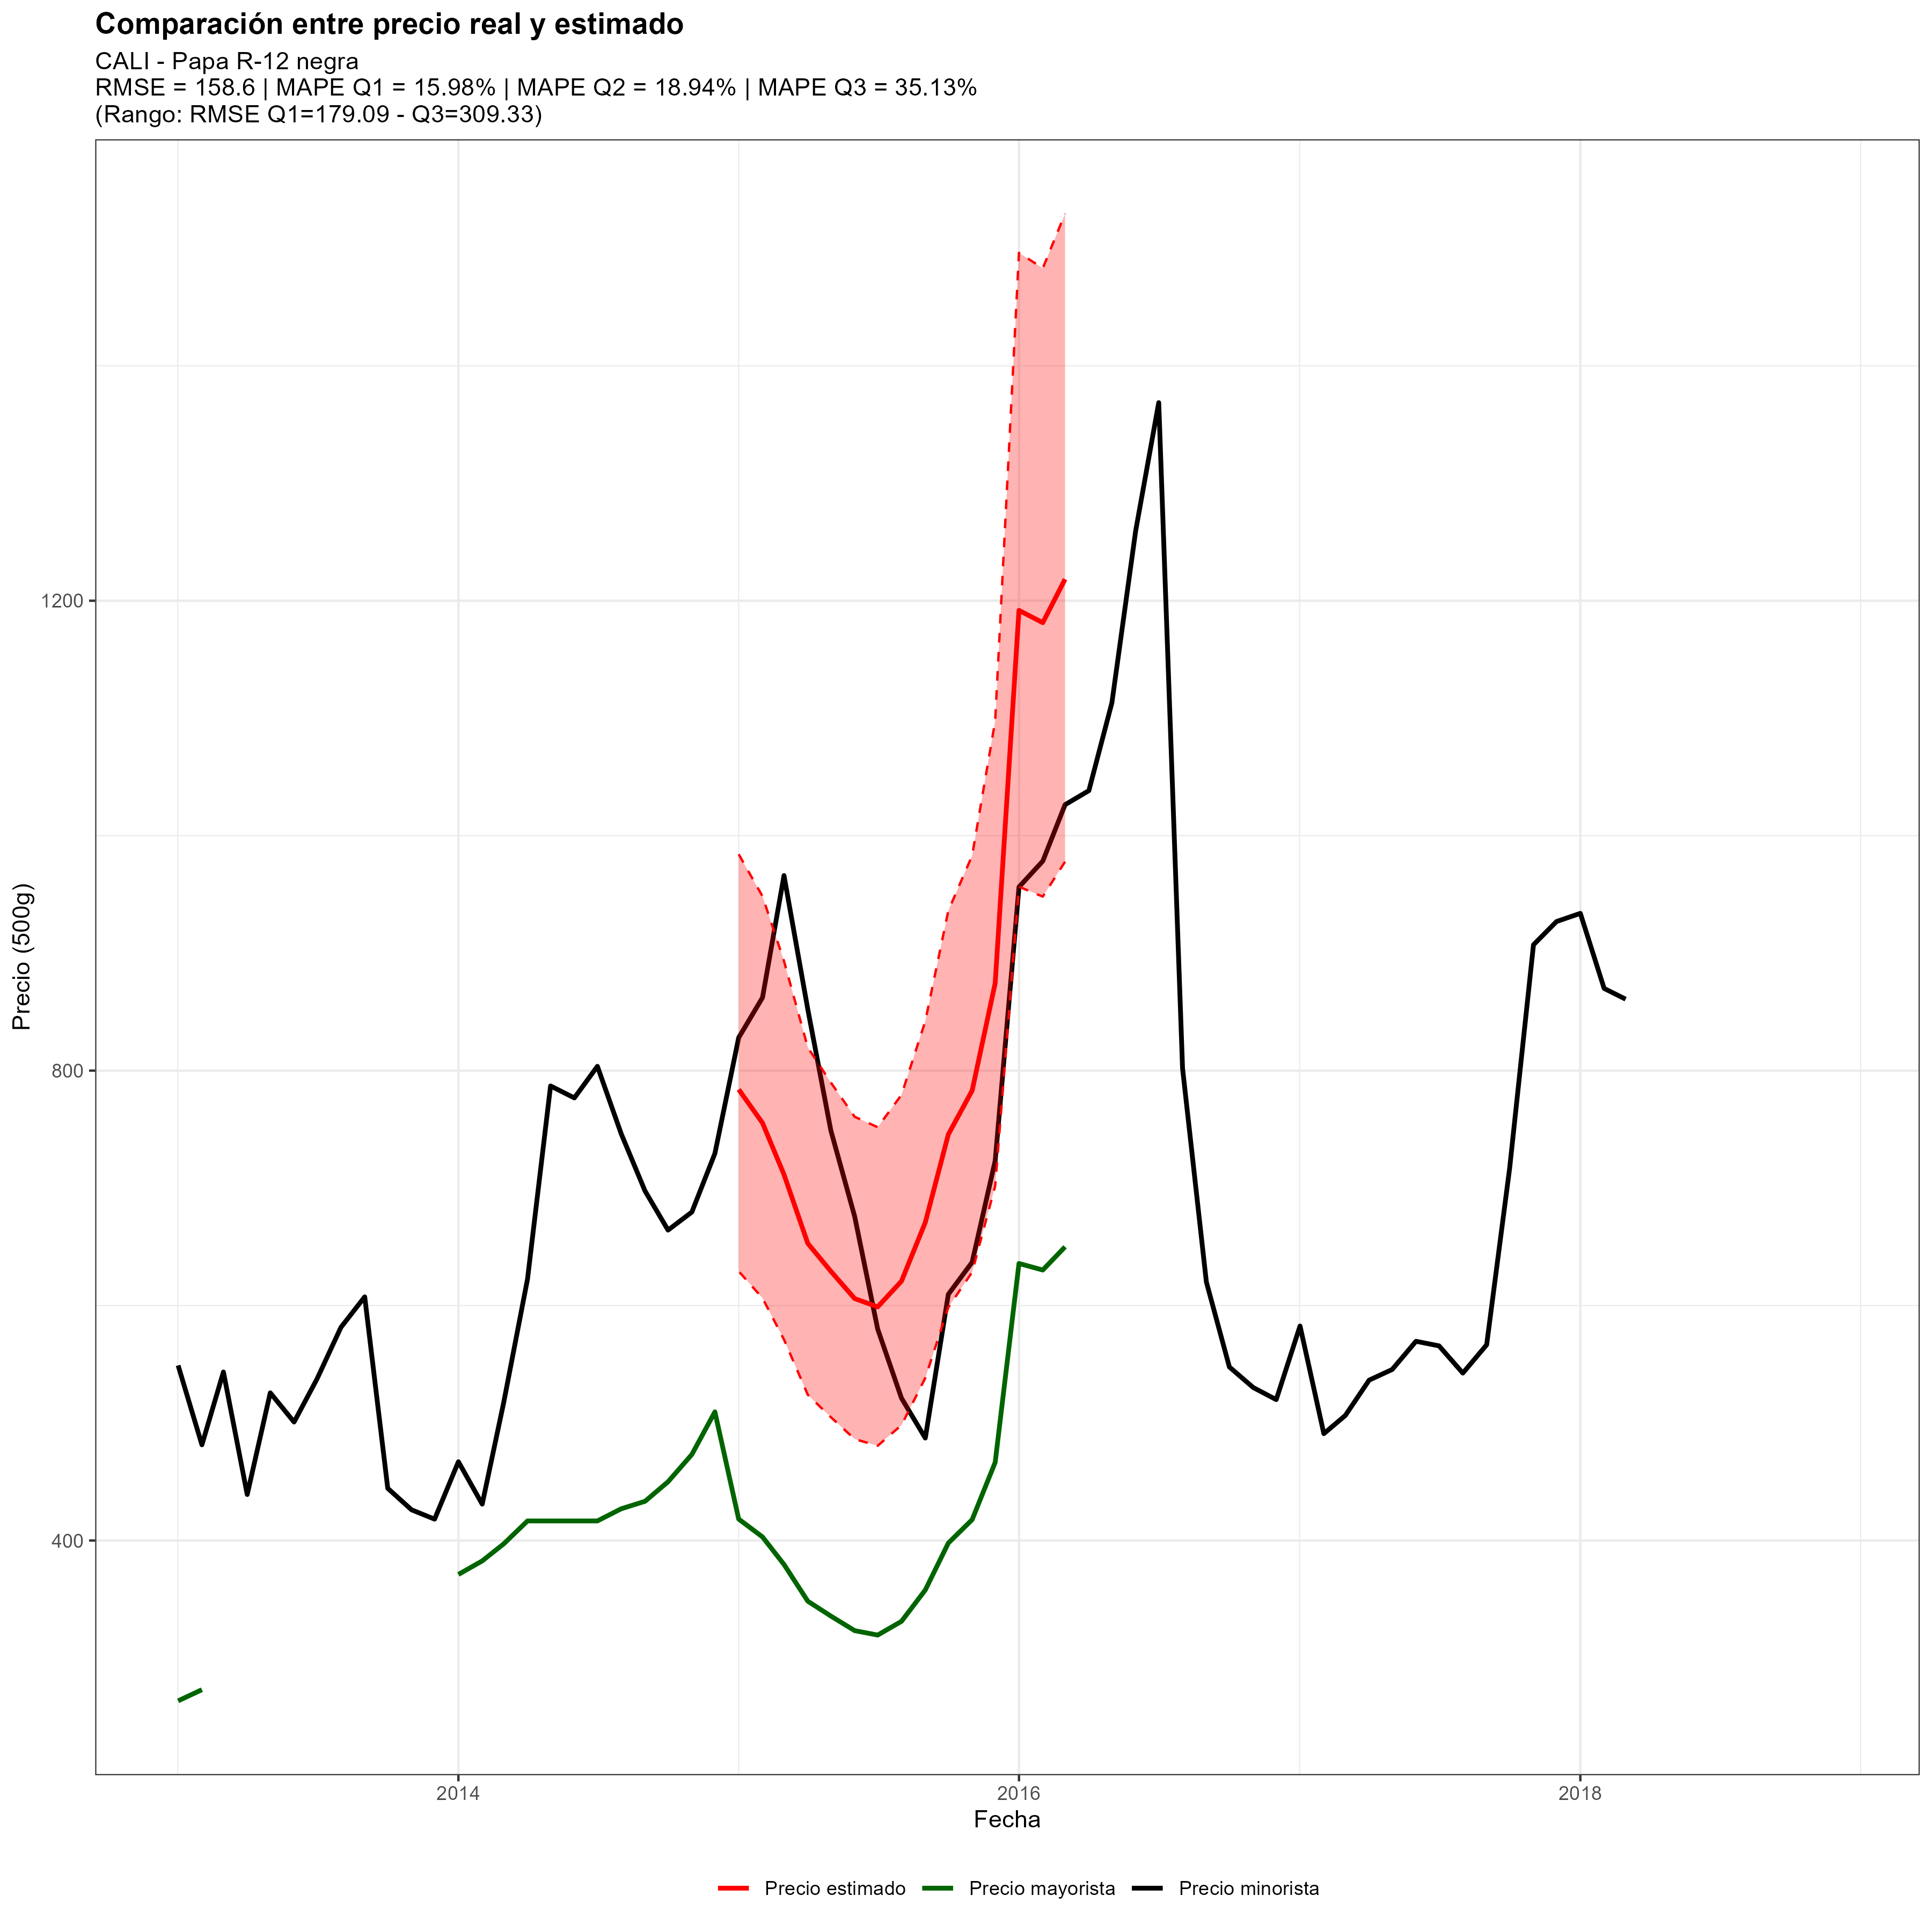 Comparación entre precio real y estimado
CALI - Papa R-12 negra
RMSE = 158.6 | MAPE Q1 = 15.98% | MAPE Q2 = 18.94% | MAPE Q3 = 35.13%
(Rango: RMSE Q1=179.09 - Q3=309.33)
Precio (500g)
1200
800
400
2014
2016
2018
Fecha
Precio estimado
Precio mayorista
Precio minorista